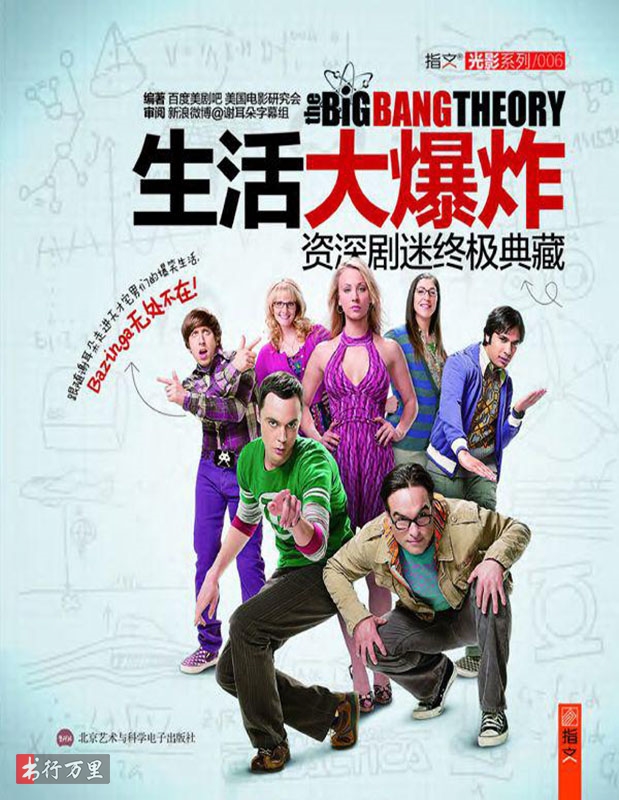 指文®光影系列/006
编著 百度美剧吧 美国电影研究会
审阅 新浪微博@谢耳朵字幕组
the BIG BANG THEORY
生活大爆炸
资深剧迷终极典藏
跟随谢耳朵走进天才宅男们的爆笑生活,
Bazinga无处不在!
北京艺术与科学电子出版社
指文
书行万里